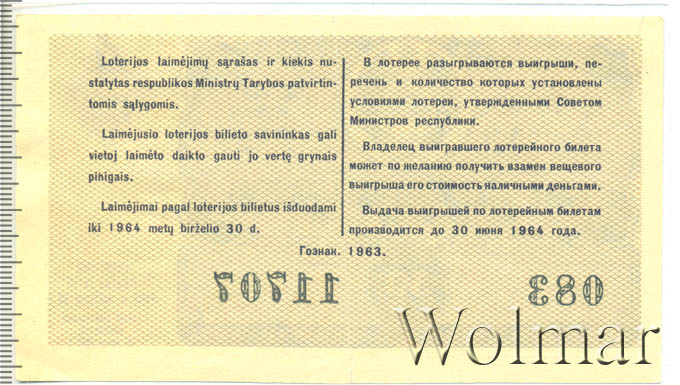 Loterijos laimėjimų sąrašas ir kiekis nu-
statytas respublikos Ministrų Tarybos patvirtin-
tomis sąlygomis.
Laimėjusio loterijos bilieto savininkas gali
vietoj laimėto daikto gauti jo vertę grynais
pihigais.
Laimėjimai pagal loterijos bilietus išduodami
iki 1964 metų birželio 30 d.
В лотерее разыгрываются выигрыши, пе-
речень и количество которых установлены
условиями лотереи, утвержденными Советом
Министров республики.
Владелец выигравшего лотерейного билета
может по желанию получить взамен вещевого
выигрыша его стоимость наличными деньгами.
Выдача выигрышей по лотерейным билетам
производится до 30 июня 1964 года.
Гознак. 1963.
11707 083
Wolmar